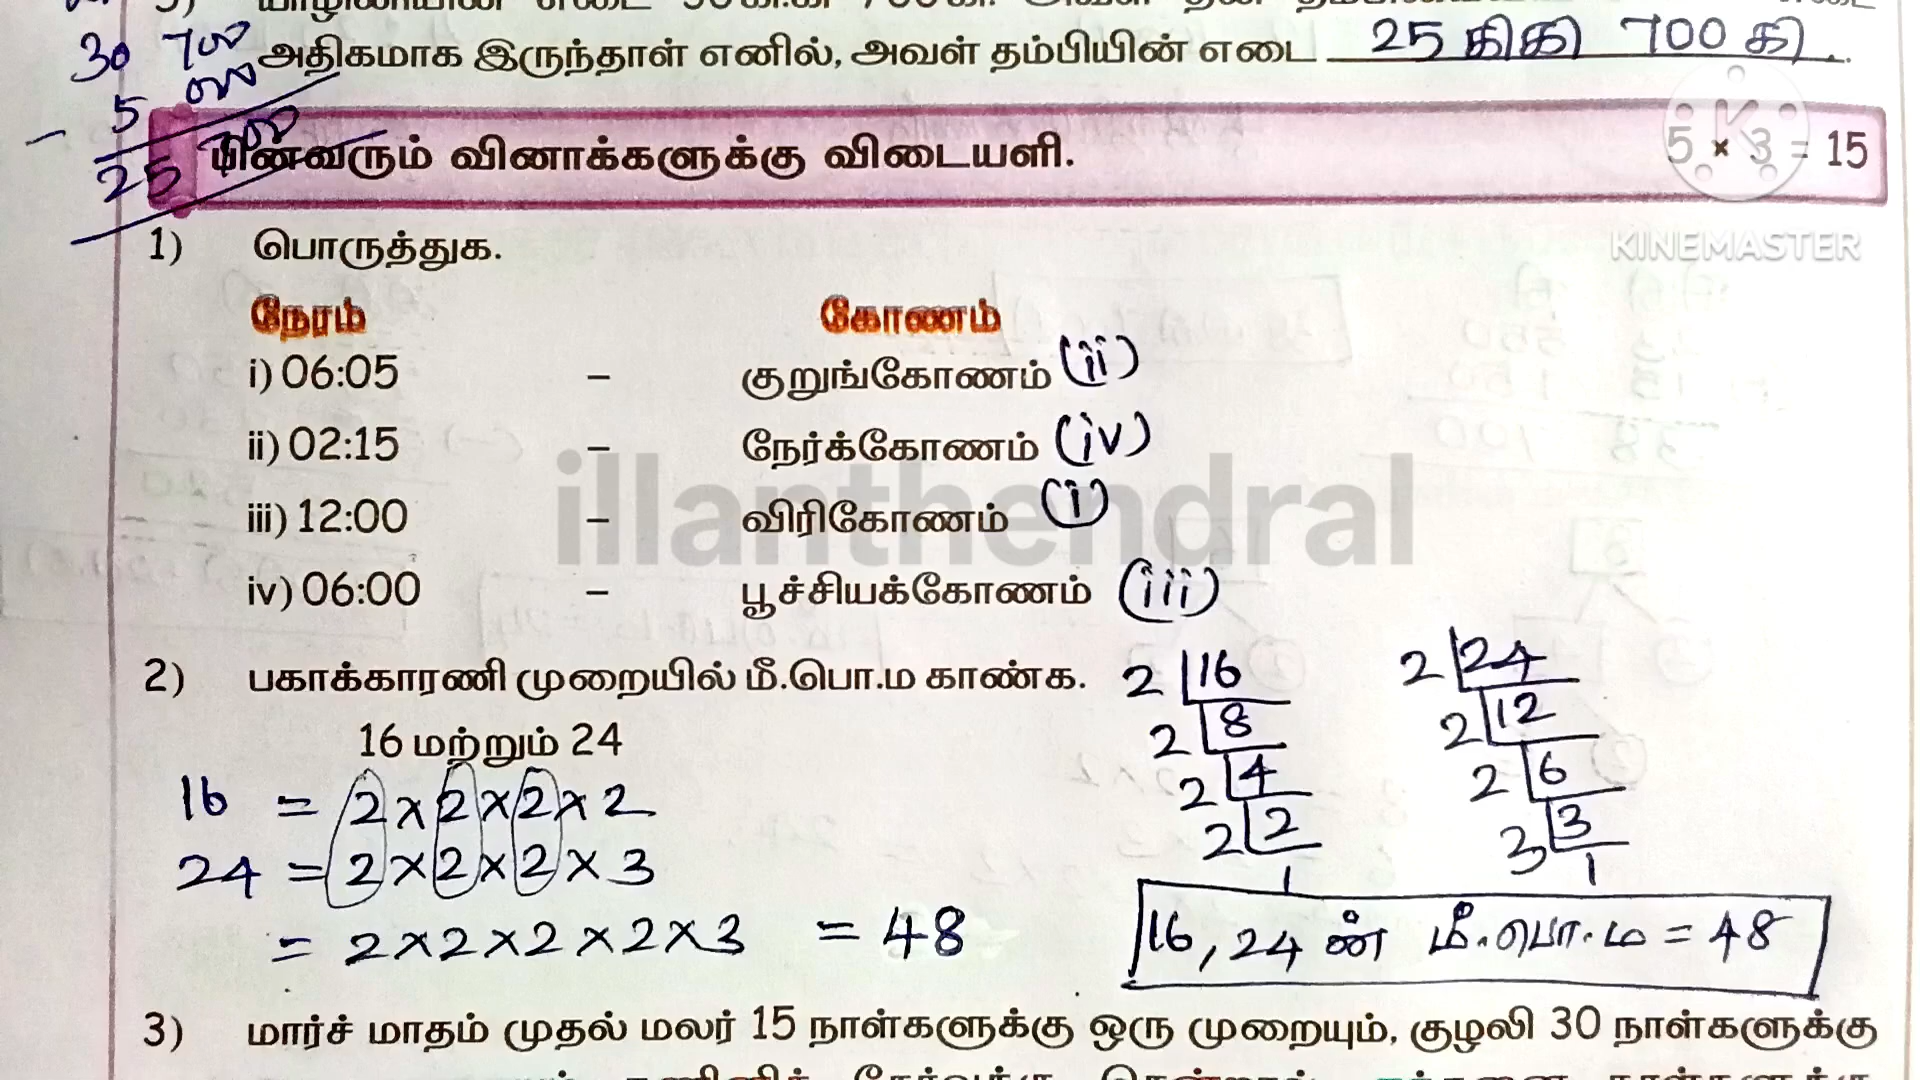 30 700 அதிகமாக இருந்தாள் எனில், அவள் தம்பியின் எடை 25 கிகி 700 கி.
- 5 000
25 700
பின்வரும் வினாக்களுக்கு விடையளி. 5 × 3 = 15
KINEMASTER
1) பொருத்துக.
நேரம் கோணம்
i) 06:05 – குறுங்கோணம் (ii)
ii) 02:15 – நேர்க்கோணம் (iv)
iii) 12:00 – விரிகோணம் (i)
illanthendral
iv) 06:00 – பூச்சியக்கோணம் (iii)
2) பகாக்காரணி முறையில் மீ.பொ.ம காண்க.
16 மற்றும் 24
2 16
2 8
2 4
2 2
1
2 24
2 12
2 6
3 3
1
16 = 2 × 2 × 2 × 2
24 = 2 × 2 × 2 × 3
= 2 × 2 × 2 × 2 × 3 = 48
16, 24 ன் மீ.பொ.ம = 48
3) மார்ச் மாதம் முதல் மலர் 15 நாள்களுக்கு ஒரு முறையும், குழலி 30 நாள்களுக்கு